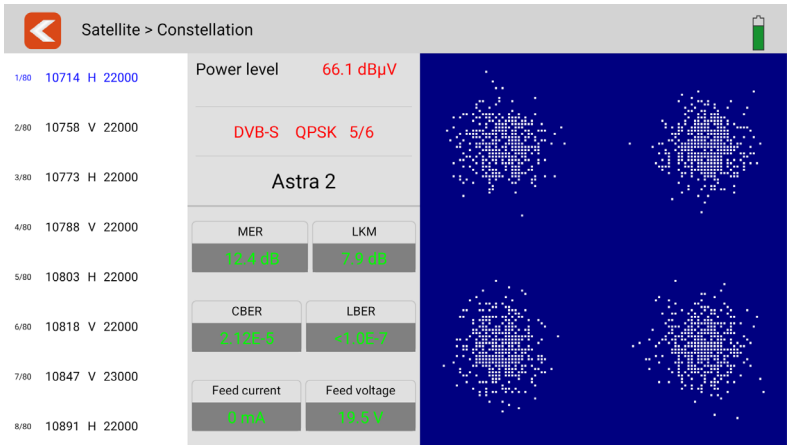 Satellite > Constellation
1/80 10714 H 22000
2/80 10758 V 22000
3/80 10773 H 22000
4/80 10788 V 22000
5/80 10803 H 22000
6/80 10818 V 22000
7/80 10847 V 23000
8/80 10891 H 22000
Power level 66.1 dBµV
DVB-S QPSK 5/6
Astra 2
MER LKM
12.4 dB 7.9 dB
CBER LBER
2.12E-5 <1.0E-7
Feed current Feed voltage
0 mA 19.5 V